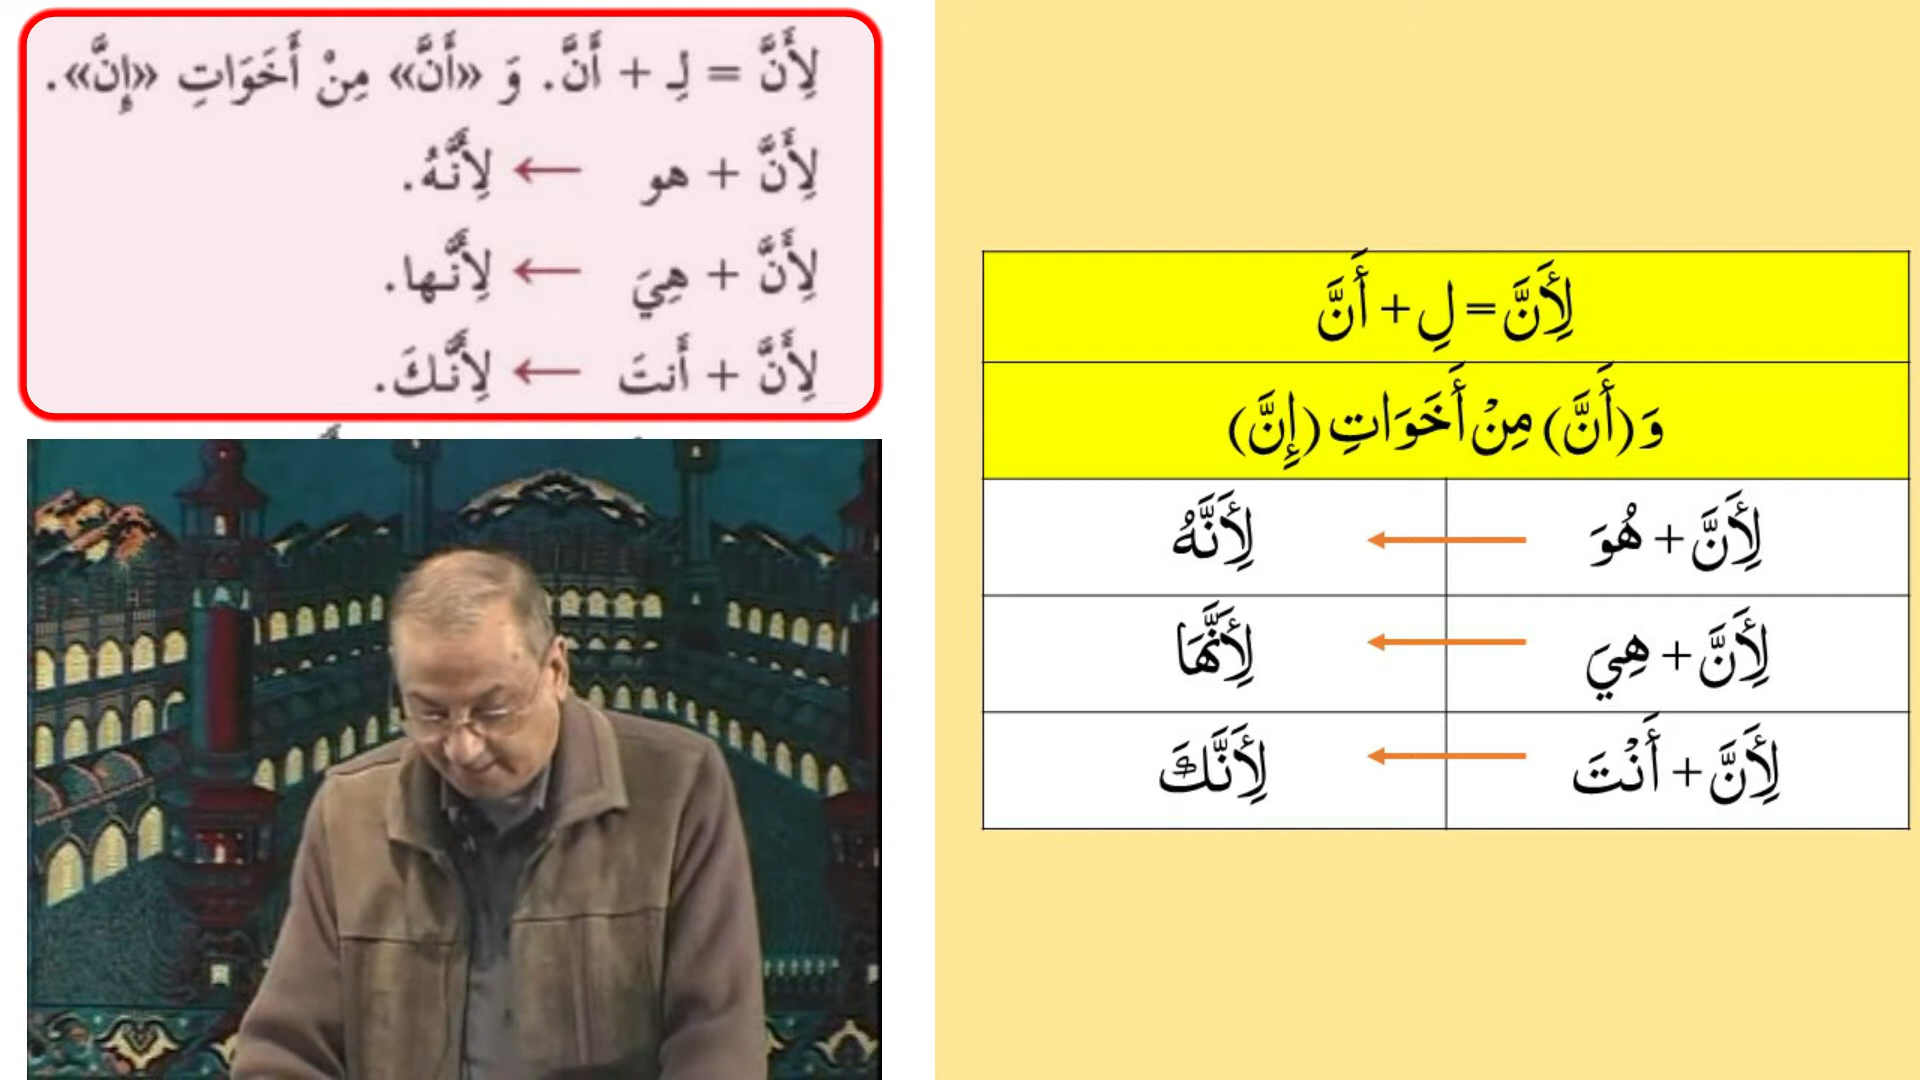 لِأَنَّ = لِـ + أَنَّ. وَ «أَنَّ» مِنْ أَخَوَاتِ «إِنَّ».
لِأَنَّ + هو ← لِأَنَّهُ.
لِأَنَّ + هِيَ ← لِأَنَّها.
لِأَنَّ + أَنتَ ← لِأَنَّكَ.
لِأَنَّ = لِ + أَنَّ
وَ (أَنَّ) مِنْ أَخَوَاتِ (إِنَّ)
لِأَنَّ + هُوَ ← لِأَنَّهُ
لِأَنَّ + هِيَ ← لِأَنَّهَا
لِأَنَّ + أَنْتَ ← لِأَنَّكَ